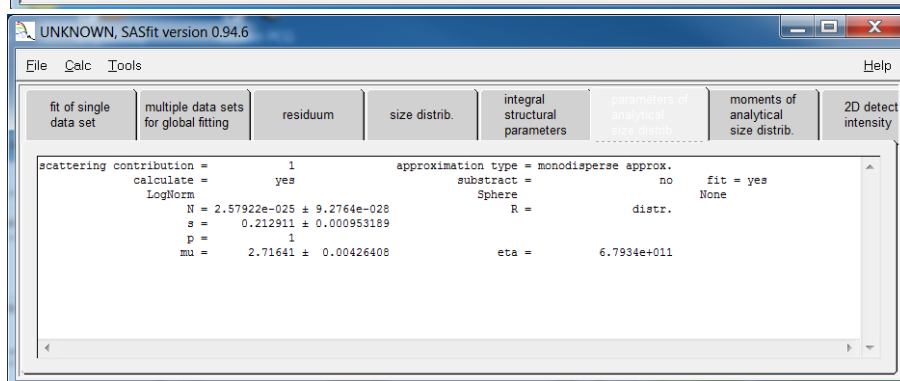 UNKNOWN, SASfit version 0.94.6
File Calc Tools Help
fit of single data set
multiple data sets for global fitting
residuum
size distrib.
integral structural parameters
parameters of analytical size distrib.
moments of analytical size distrib.
2D detect intensity
scattering contribution = 1 approximation type = monodisperse approx.
calculate = yes substract = no fit = yes
LogNorm Sphere None
N = 2.57922e-025 ± 9.2764e-028 R = distr.
s = 0.212911 ± 0.000953189
p = 1
mu = 2.71641 ± 0.00426408 eta = 6.7934e+011